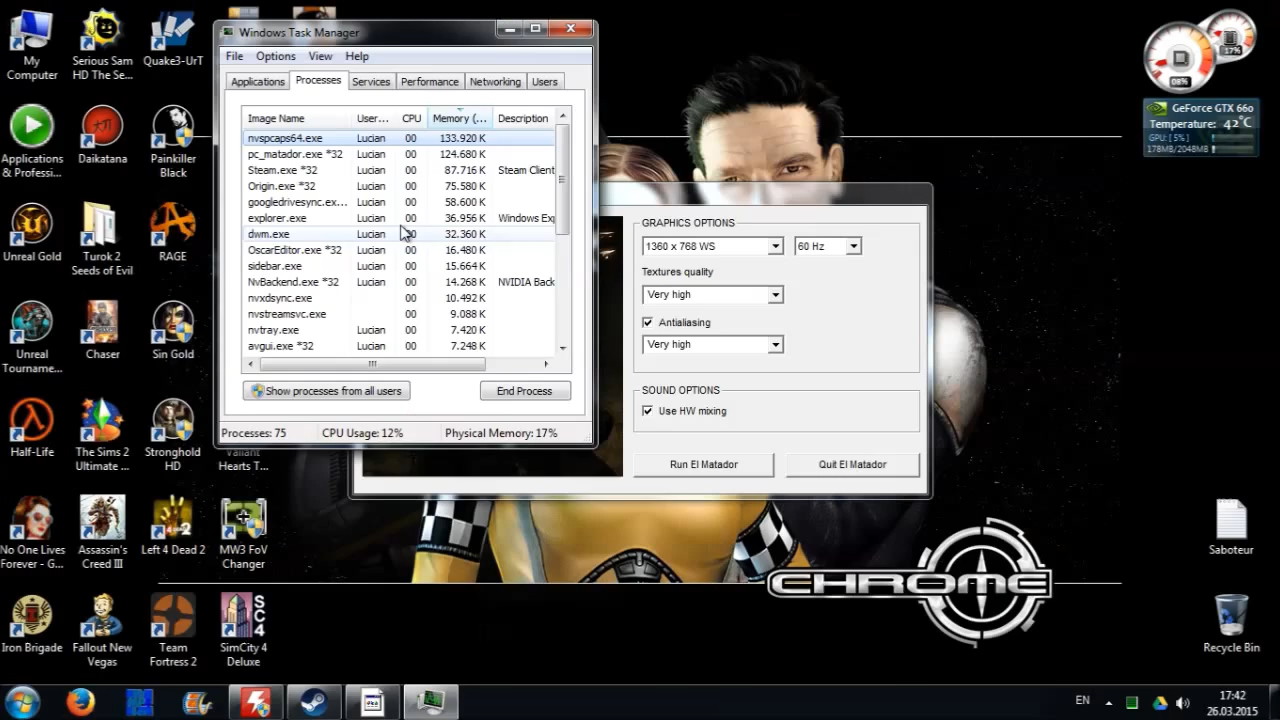 My Computer
Serious Sam HD The Se...
Quake3-UrT
Applications & Professi...
Daikatana
Painkiller Black
Unreal Gold
Turok 2 Seeds of Evil
RAGE
Unreal Tourname...
Chaser
Sin Gold
Half-Life
The Sims 2 Ultimate ...
Stronghold HD
Valiant Hearts T...
No One Lives Forever - G...
Assassin's Creed III
Left 4 Dead 2
MW3 FoV Changer
Iron Brigade
Fallout New Vegas
Team Fortress 2
SimCity 4 Deluxe
SC4
Windows Task Manager
File Options View Help
Applications Processes Services Performance Networking Users
Image Name User... CPU Memory (... Description
nvspcaps64.exe Lucian 00 133.920 K
pc_matador.exe *32 Lucian 00 124.680 K
Steam.exe *32 Lucian 00 87.716 K Steam Client
Origin.exe *32 Lucian 00 75.580 K
googledrivesync.ex... Lucian 00 58.600 K
explorer.exe Lucian 00 36.956 K Windows Exp
dwm.exe Lucian 00 32.360 K
OscarEditor.exe *32 Lucian 00 16.480 K
sidebar.exe Lucian 00 15.664 K
NvBackend.exe *32 Lucian 00 14.268 K NVIDIA Back
nvxdsync.exe 00 10.492 K
nvstreamsvc.exe 00 9.088 K
nvtray.exe Lucian 00 7.420 K
avgui.exe *32 Lucian 00 7.248 K
Show processes from all users End Process
Processes: 75 CPU Usage: 12% Physical Memory: 17%
GRAPHICS OPTIONS
1360 x 768 WS 60 Hz
Textures quality
Very high
Antialiasing
Very high
SOUND OPTIONS
Use HW mixing
Run El Matador Quit El Matador
CHROME
17%
08%
GeForce GTX 660
Temperature: 42°C
GPU: [ 5% ]
178MB/2048MB
Saboteur
Recycle Bin
EN
17:42
26.03.2015